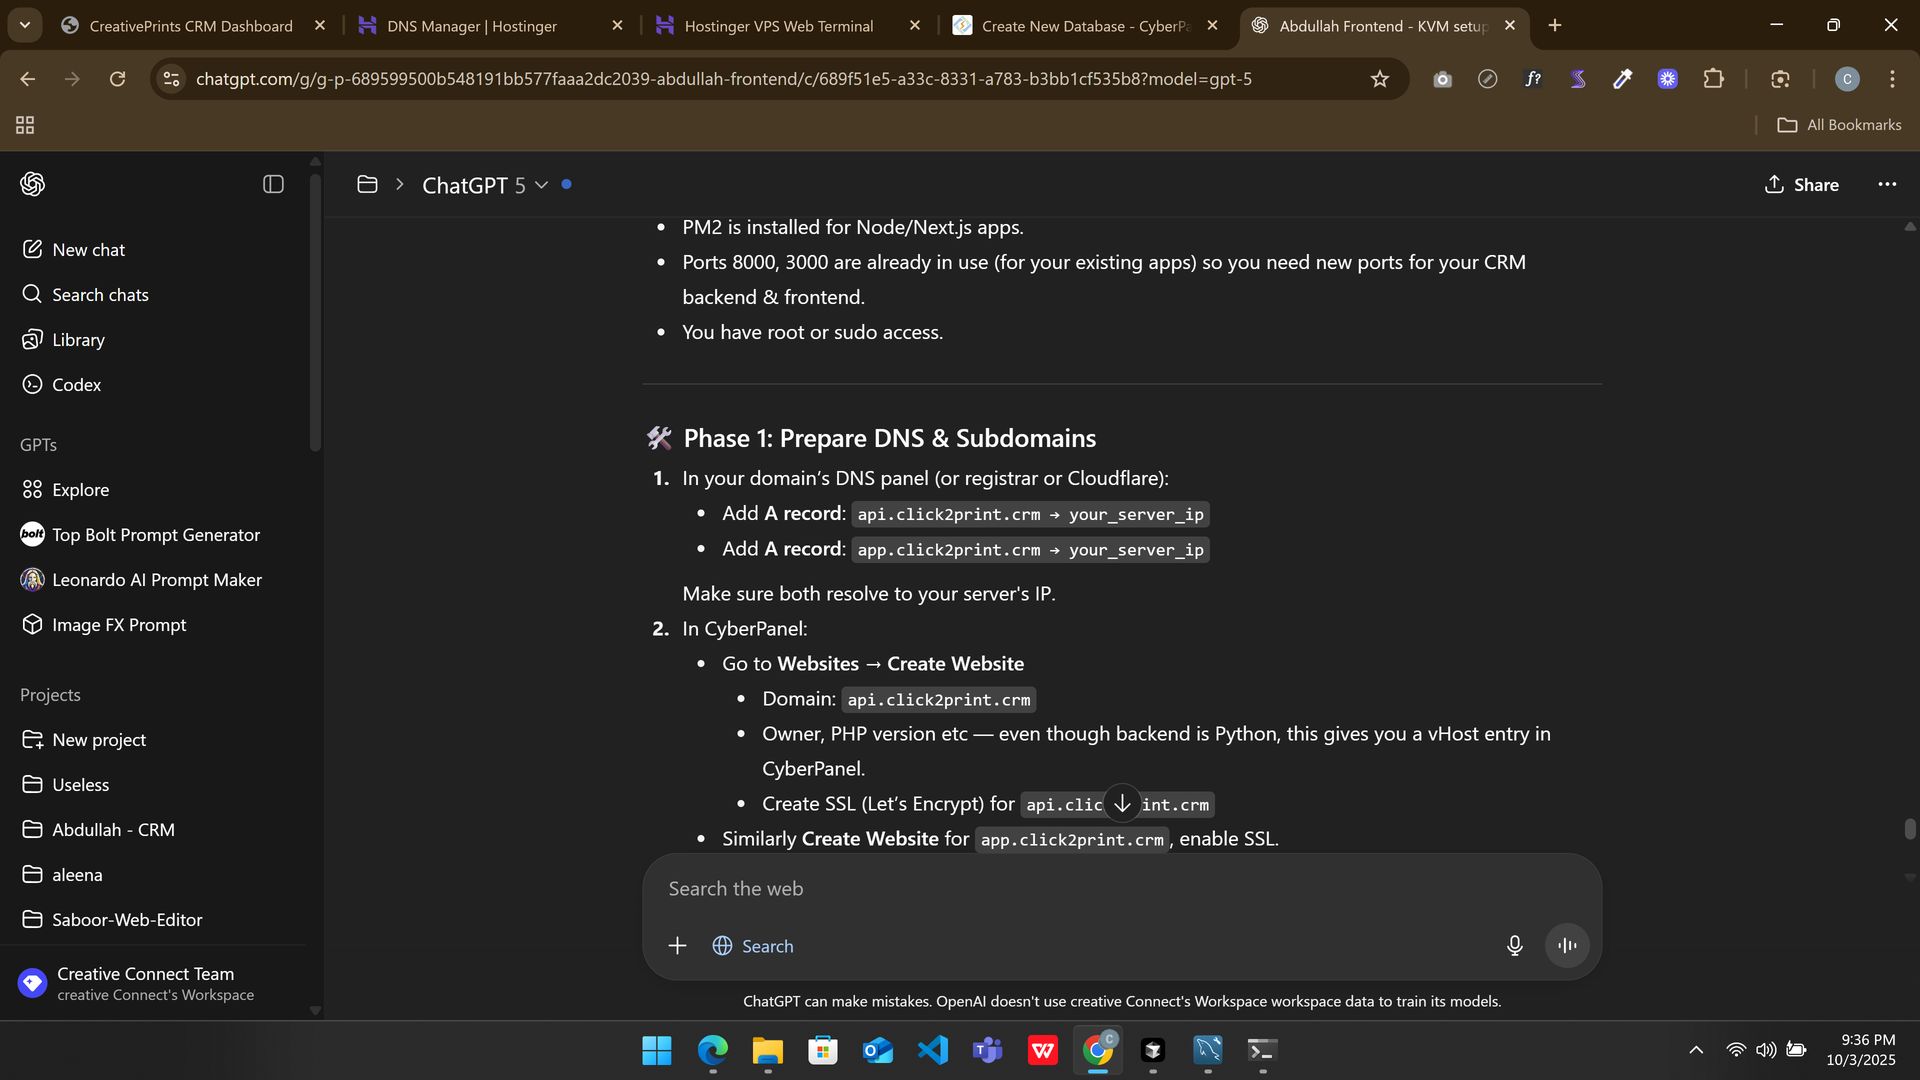 CreativePrints CRM Dashboard
DNS Manager | Hostinger
Hostinger VPS Web Terminal
Create New Database - CyberPa
Abdullah Frontend - KVM setup
chatgpt.com/g/g-p-689599500b548191bb577faaa2dc2039-abdullah-frontend/c/689f51e5-a33c-8331-a783-b3bb1cf535b8?model=gpt-5
f?
C
All Bookmarks
New chat
Search chats
Library
Codex
GPTs
Explore
bolt
Top Bolt Prompt Generator
Leonardo AI Prompt Maker
Image FX Prompt
Projects
New project
Useless
Abdullah - CRM
aleena
Saboor-Web-Editor
Creative Connect Team
creative Connect's Workspace
ChatGPT 5
Share
• PM2 is installed for Node/Next.js apps.
• Ports 8000, 3000 are already in use (for your existing apps) so you need new ports for your CRM
backend & frontend.
• You have root or sudo access.
🛠 Phase 1: Prepare DNS & Subdomains
1. In your domain’s DNS panel (or registrar or Cloudflare):
• Add A record: api.click2print.crm → your_server_ip
• Add A record: app.click2print.crm → your_server_ip
Make sure both resolve to your server's IP.
2. In CyberPanel:
• Go to Websites → Create Website
• Domain: api.click2print.crm
• Owner, PHP version etc — even though backend is Python, this gives you a vHost entry in
CyberPanel.
• Create SSL (Let’s Encrypt) for api.clic int.crm
• Similarly Create Website for app.click2print.crm, enable SSL.
Search the web
Search
ChatGPT can make mistakes. OpenAI doesn't use creative Connect's Workspace workspace data to train its models.
9:36 PM
10/3/2025